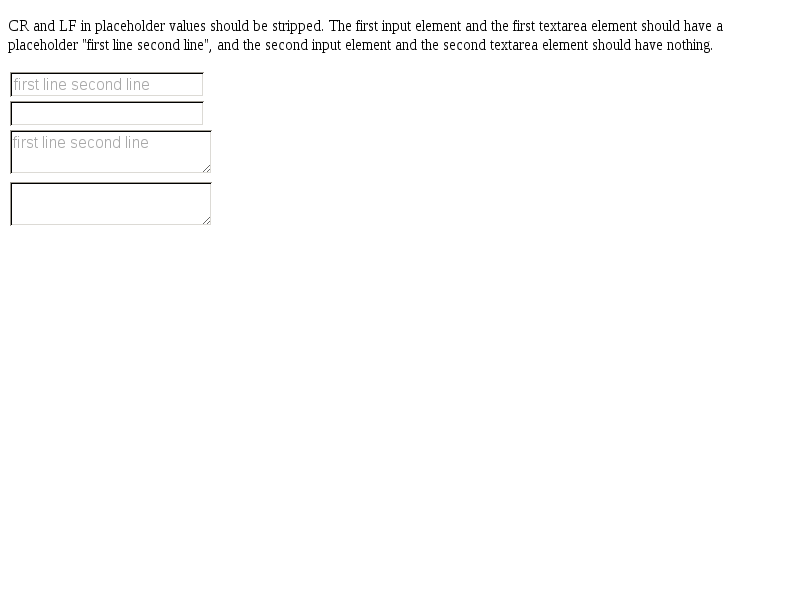 CR and LF in placeholder values should be stripped. The first input element and the first textarea element should have a
placeholder "first line second line", and the second input element and the second textarea element should have nothing.
first line second line
first line second line